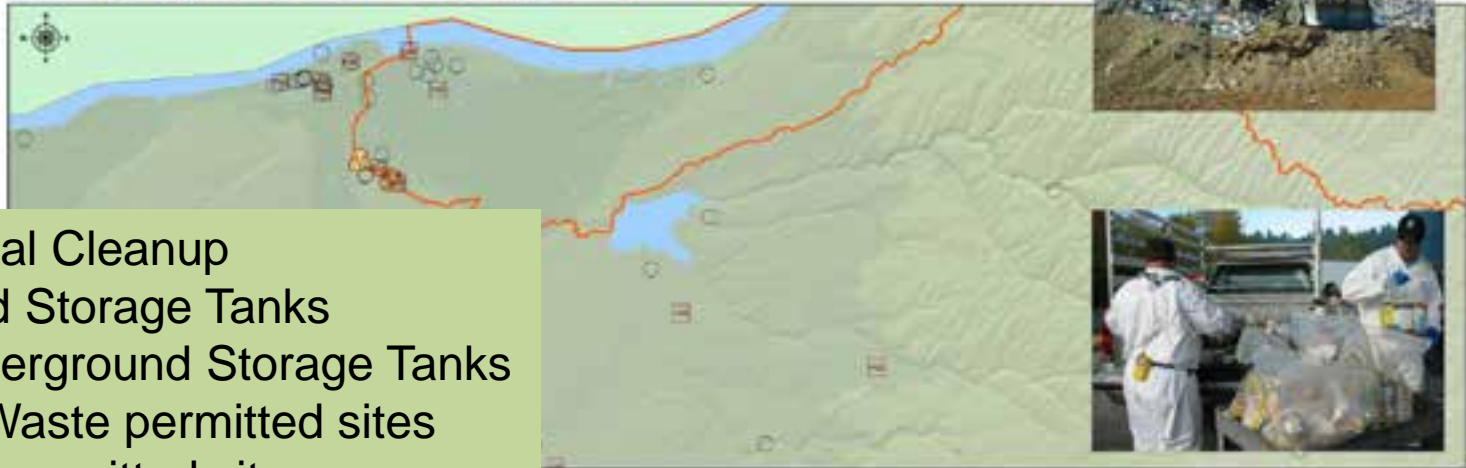 al Cleanup
d Storage Tanks
erground Storage Tanks
Waste permitted sites